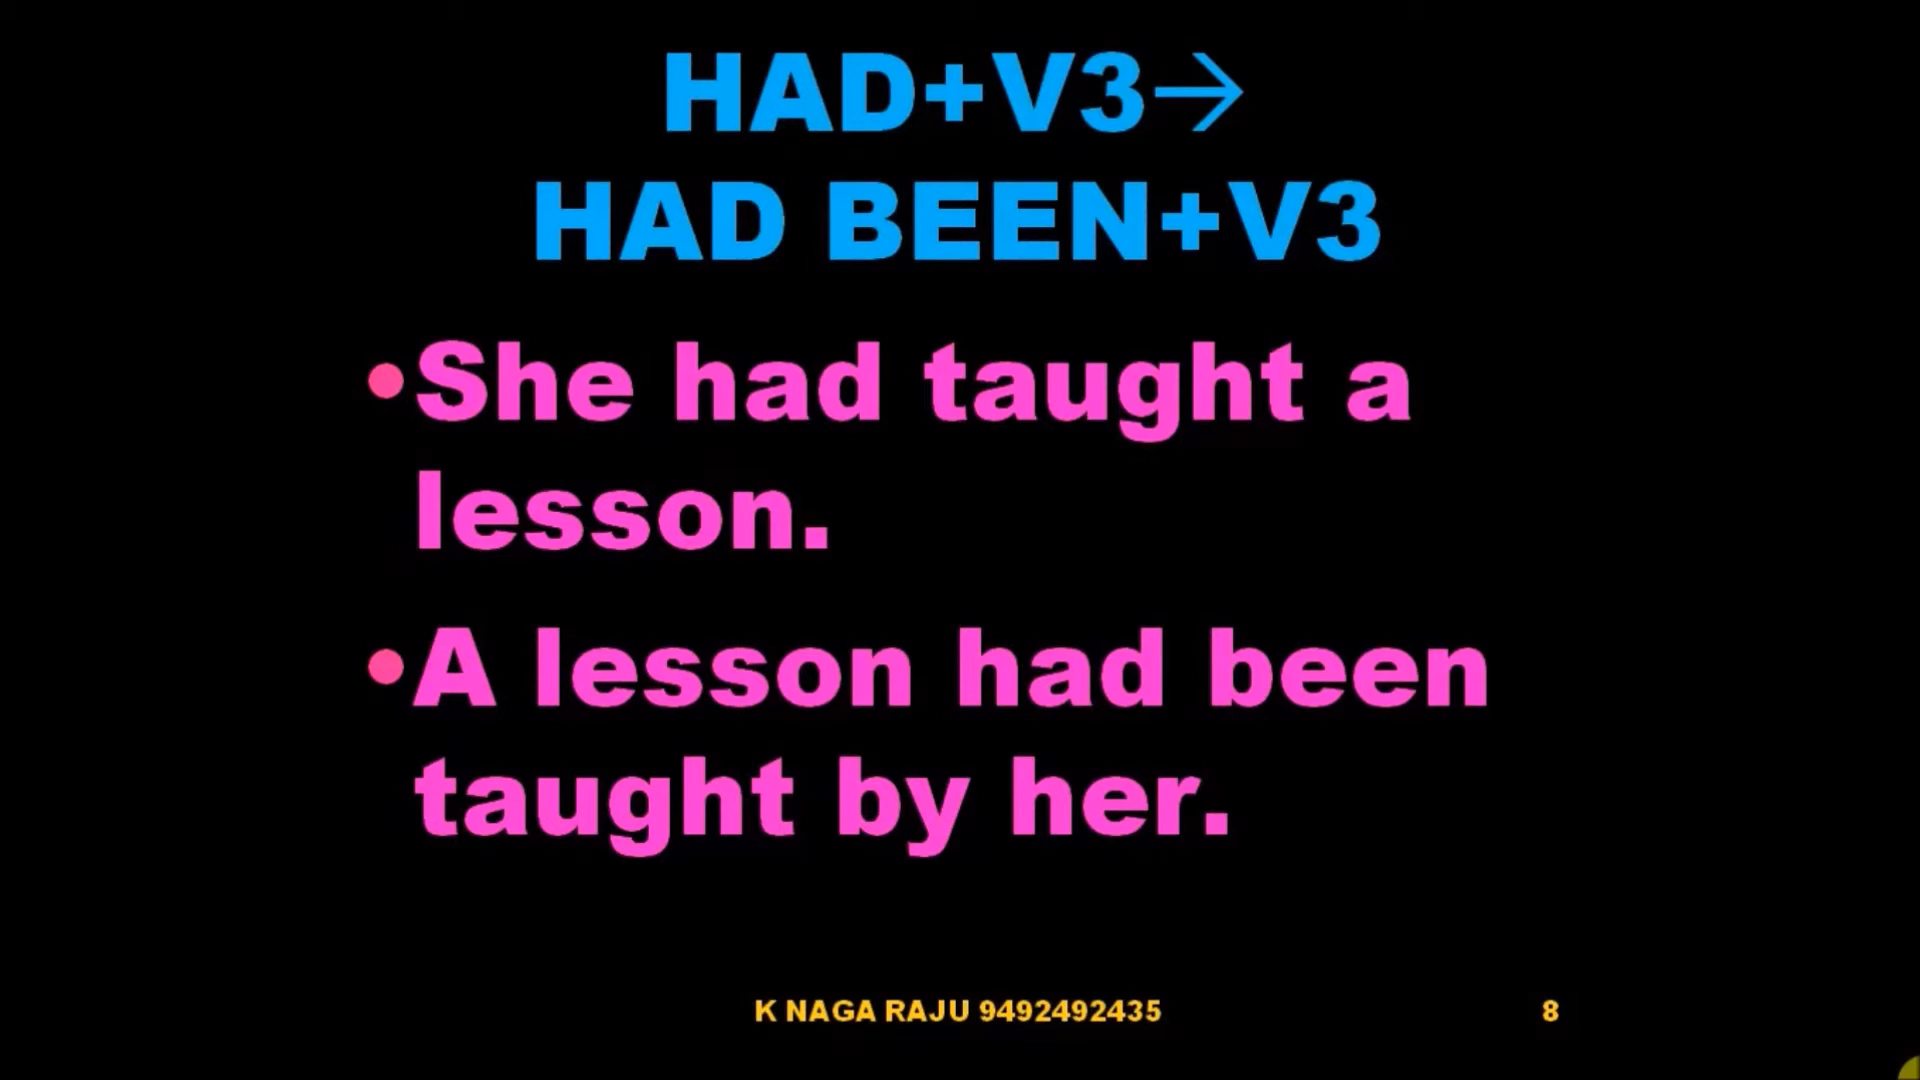 HAD+V3→
HAD BEEN+V3
•She had taught a
lesson.
•A lesson had been
taught by her.
K NAGA RAJU 9492492435
8